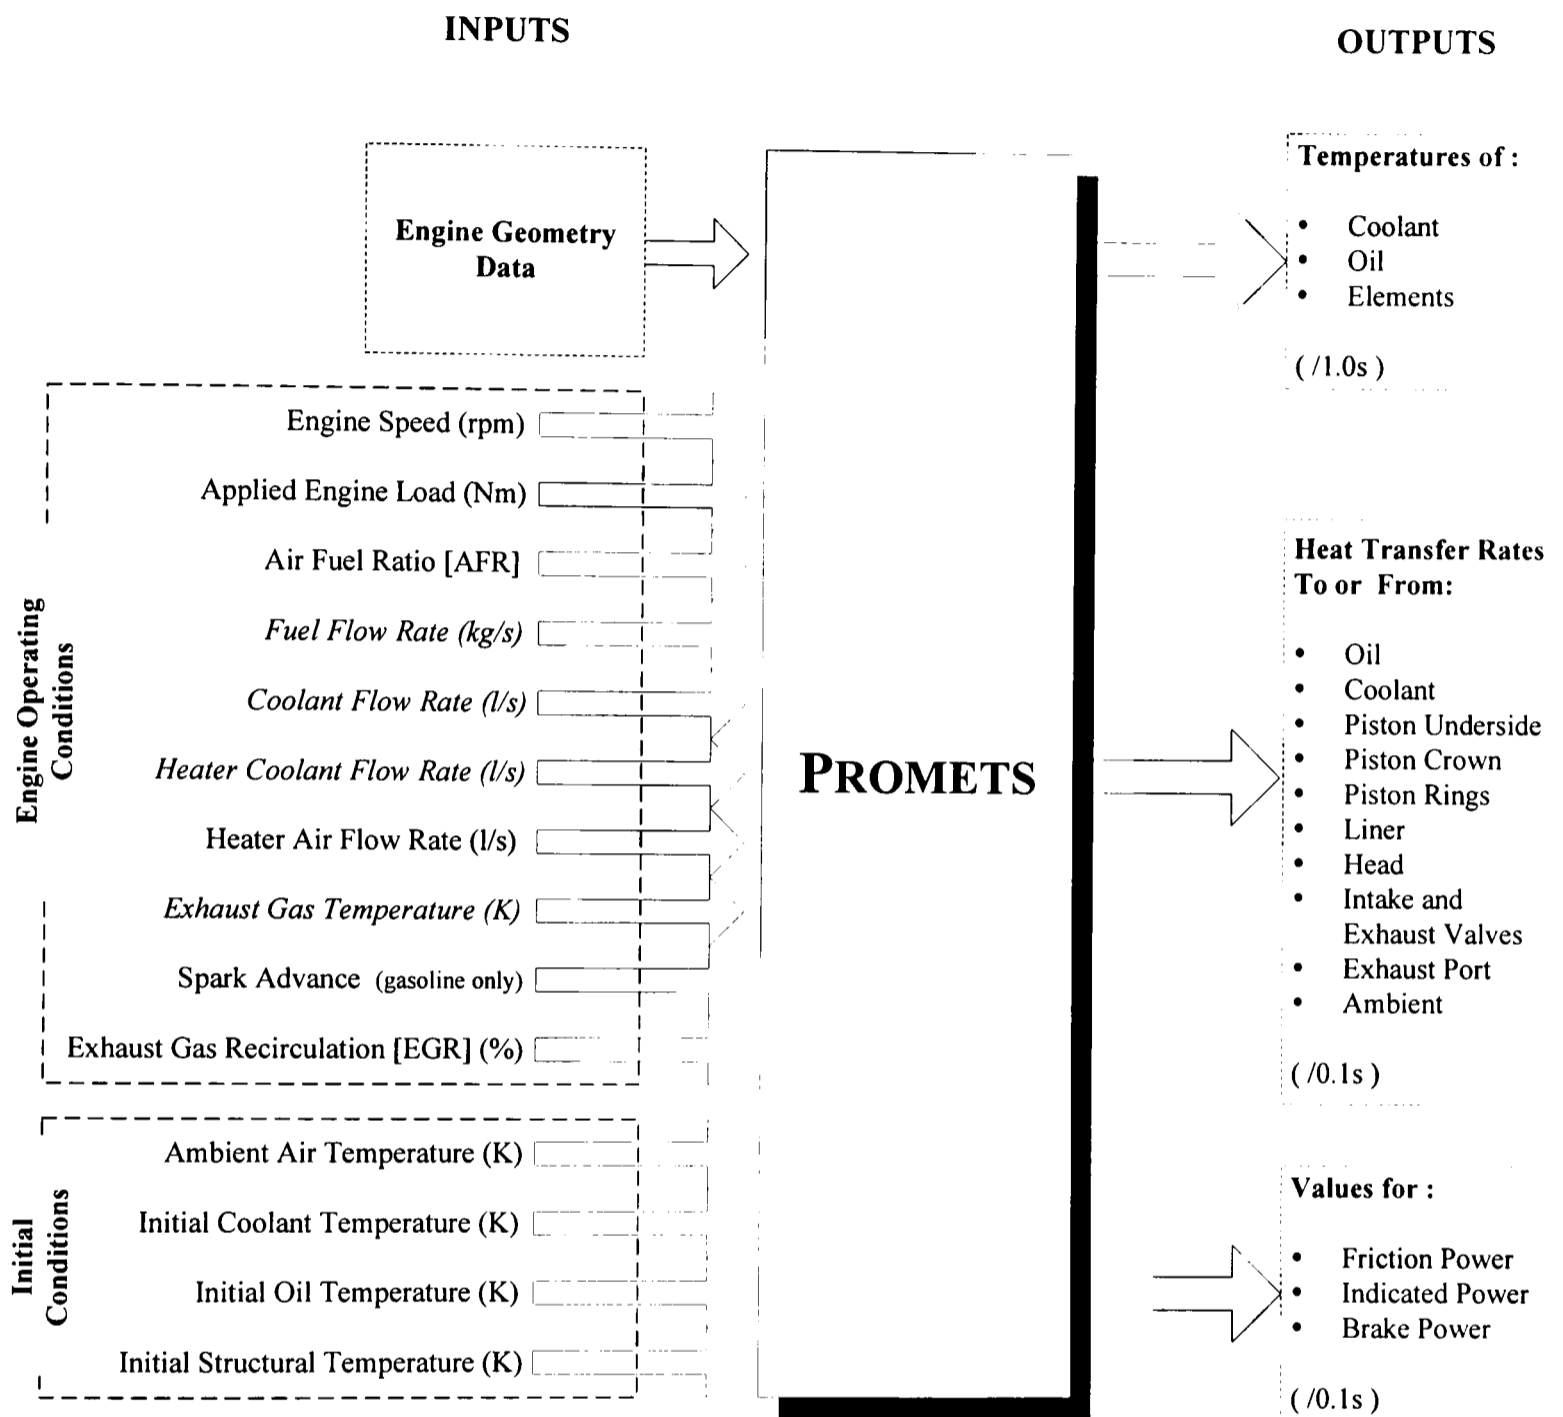 INPUTS
OUTPUTS
Engine Geometry
Data
Engine Operating
Conditions
Engine Speed (rpm)
Applied Engine Load (Nm)
Air Fuel Ratio [AFR]
Fuel Flow Rate (kg/s)
Coolant Flow Rate (l/s)
Heater Coolant Flow Rate (l/s)
Heater Air Flow Rate (l/s)
Exhaust Gas Temperature (K)
Spark Advance (gasoline only)
Exhaust Gas Recirculation [EGR] (%)
Initial
Conditions
Ambient Air Temperature (K)
Initial Coolant Temperature (K)
Initial Oil Temperature (K)
Initial Structural Temperature (K)
PROMETS
Temperatures of :
• Coolant
• Oil
• Elements
( /1.0s )
Heat Transfer Rates
To or From:
• Oil
• Coolant
• Piston Underside
• Piston Crown
• Piston Rings
• Liner
• Head
• Intake and
Exhaust Valves
• Exhaust Port
• Ambient
( /0.1s )
Values for :
• Friction Power
• Indicated Power
• Brake Power
( /0.1s )